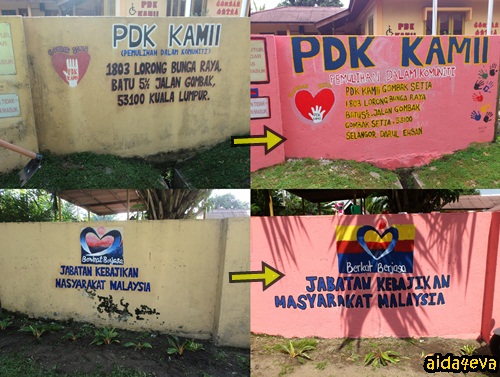 PDK KAMII
(PEMULIHAN DALAM KOMUNITI)
1803 LORONG BUNGA RAYA,
BATU 5½ JALAN GOMBAK,
53100 KUALA LUMPUR.
PDK KAMII
PEMULIHAN DALAM KOMUNITI
PDK KAMII GOMBAK SETIA
1803 LORONG BUNGA RAYA
BATU 5½ JALAN GOMBAK
GOMBAK SETIA, 53100
SELANGOR DARUL EHSAN
Berkat Berjasa
JABATAN KEBAJIKAN
MASYARAKAT MALAYSIA
Berkat Berjasa
JABATAN KEBAJIKAN
MASYARAKAT MALAYSIA
aida4eva